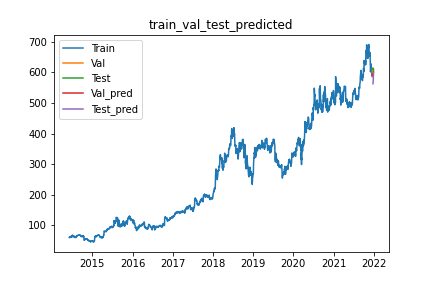 train_val_test_predicted
700
600
500
400
300
200
100
Train
Val
Test
Val_pred
Test_pred
2015 2016 2017 2018 2019 2020 2021 2022